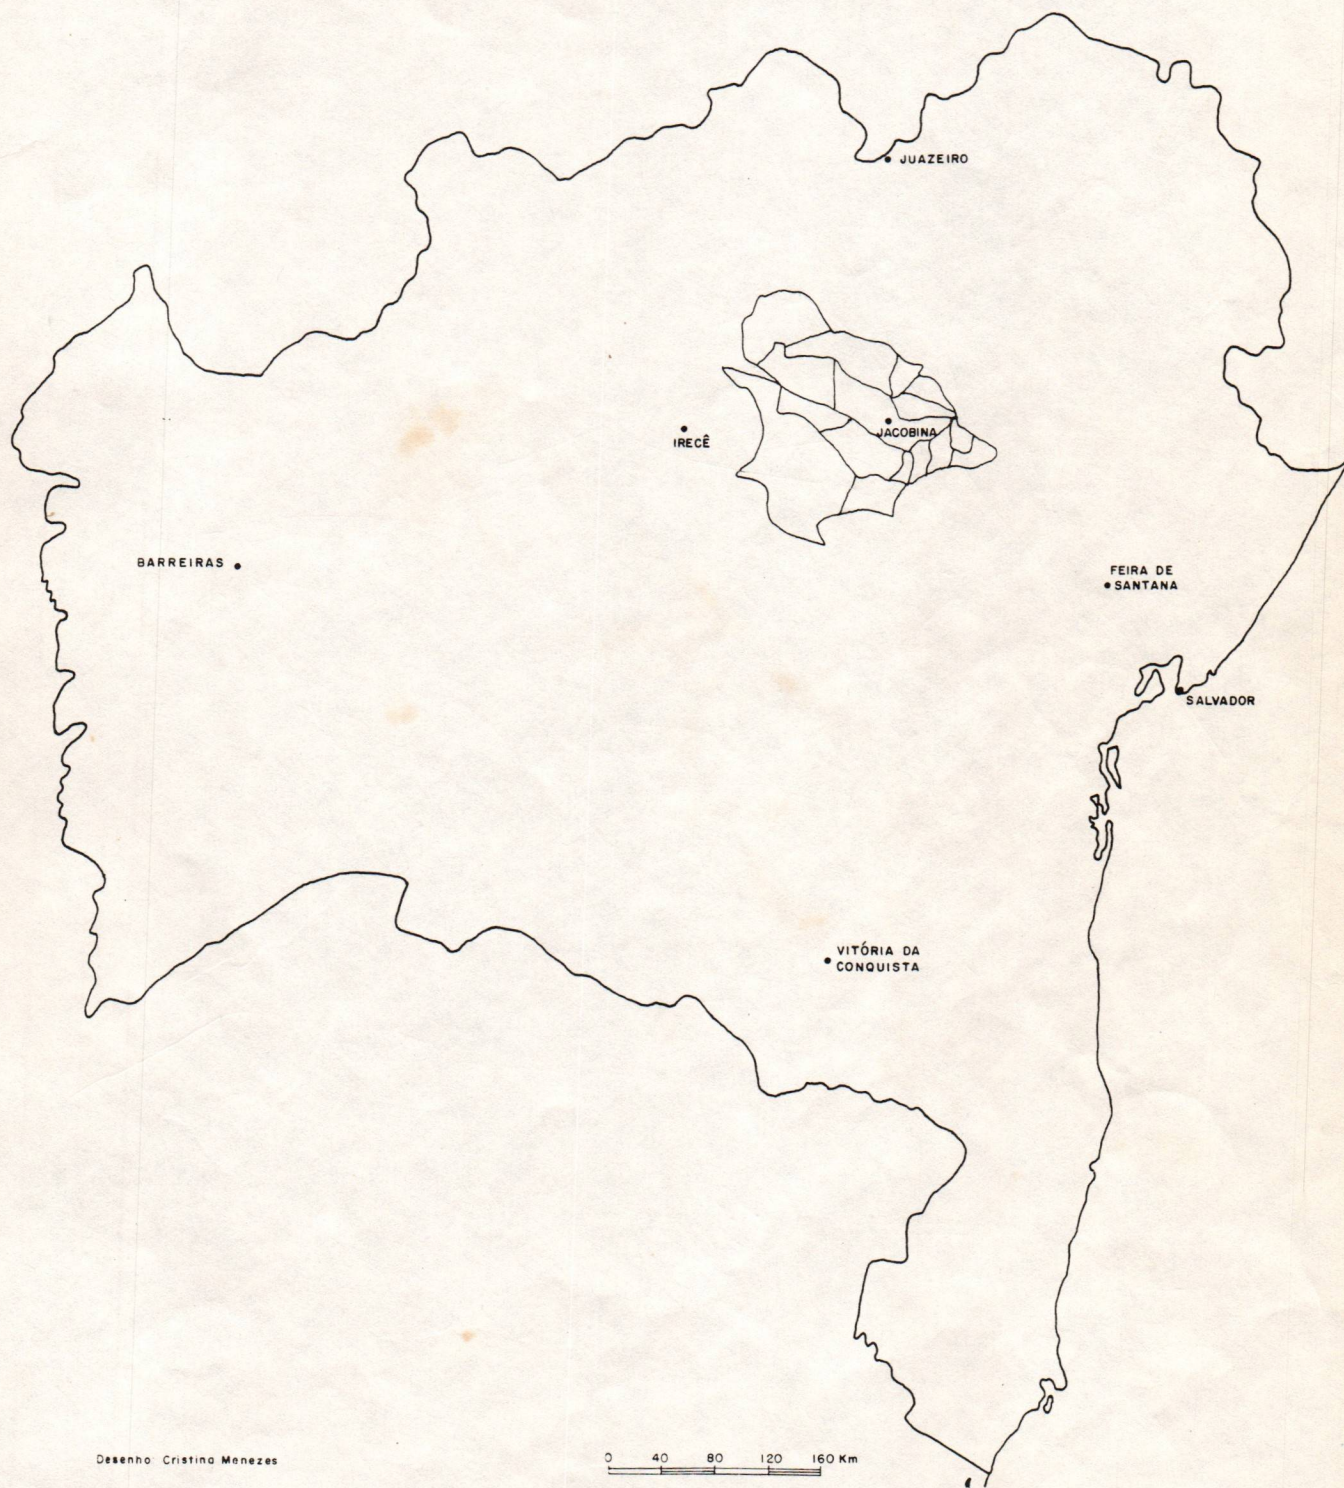 JUAZEIRO
JACOBINA
IRECÊ
BARREIRAS
FEIRA DE
SANTANA
SALVADOR
VITÓRIA DA
CONQUISTA
Desenho Cristina Menezes
0 40 80 120 160 Km